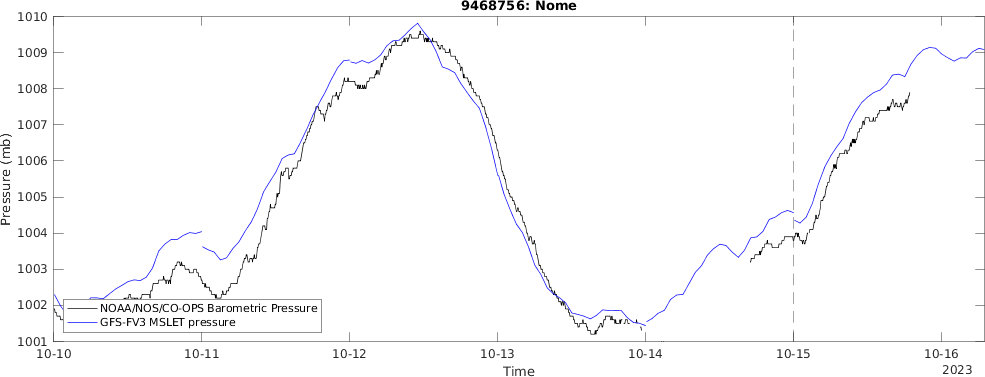 9468756: Nome
1010
1009
1008
1007
1006
1005
1004
1003
1002
1001
Pressure (mb)
NOAA/NOS/CO-OPS Barometric Pressure
GFS-FV3 MSLET pressure
10-10 10-11 10-12 10-13 10-14 10-15 10-16
Time
2023